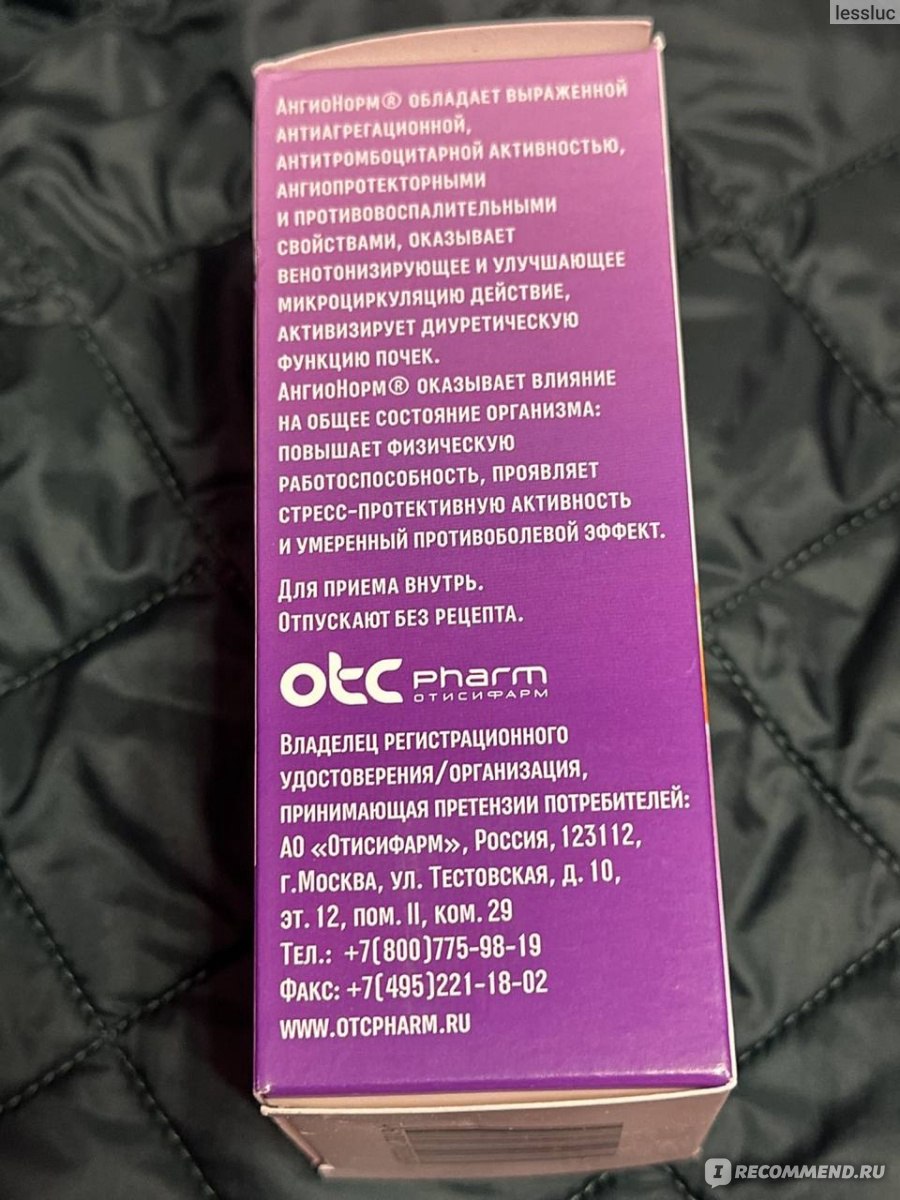 lessluc
АнгиоНорм® обладает выраженной
антиагрегационной,
антитромбоцитарной активностью,
ангиопротекторными
и противовоспалительными
свойствами, оказывает
венотонизирующее и улучшающее
микроциркуляцию действие,
активизирует диуретическую
функцию почек.
АнгиоНорм® оказывает влияние
на общее состояние организма:
повышает физическую
работоспособность, проявляет
стресс-протективную активность
и умеренный противоболевой эффект.
Для приема внутрь.
Отпускают без рецепта.
otc pharm
ОТИСИФАРМ
Владелец регистрационного
удостоверения/организация,
принимающая претензии потребителей:
АО «Отисифарм», Россия, 123112,
г.Москва, ул. Тестовская, д. 10,
эт. 12, пом. II, ком. 29
Тел.: +7(800)775-98-19
Факс: +7(495)221-18-02
www.otcpharm.ru
IRECOMMEND.RU